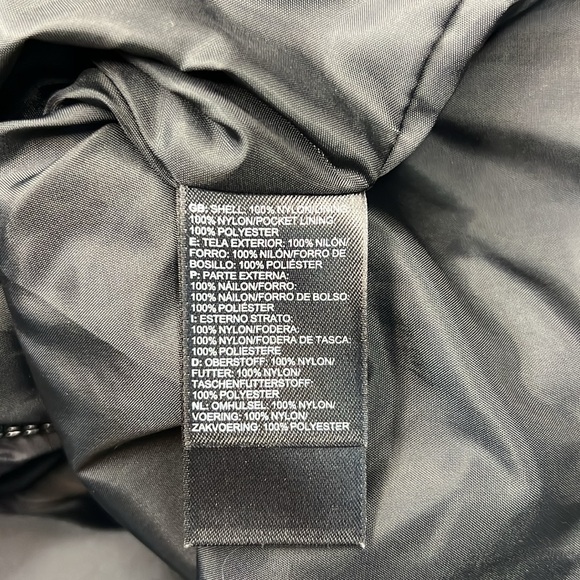 GB: SHELL: 100% NYLON/LINING:
100% NYLON/POCKET LINING:
100% POLYESTER
E: TELA EXTERIOR: 100% NILÓN/
FORRO: 100% NILÓN/FORRO DE
BOSILLO: 100% POLIÉSTER
P: PARTE EXTERNA:
100% NÁILON/FORRO:
100% NÁILON/FORRO DE BOLSO:
100% POLIÉSTER
I: ESTERNO STRATO:
100% NYLON/FODERA:
100% NYLON/FODERA DE TASCA:
100% POLIESTERE
D: OBERSTOFF: 100% NYLON/
FUTTER: 100% NYLON/
TASCHENFUTTERSTOFF:
100% POLYESTER
NL: OMHULSEL: 100% NYLON/
VOERING: 100% NYLON/
ZAKVOERING: 100% POLYESTER